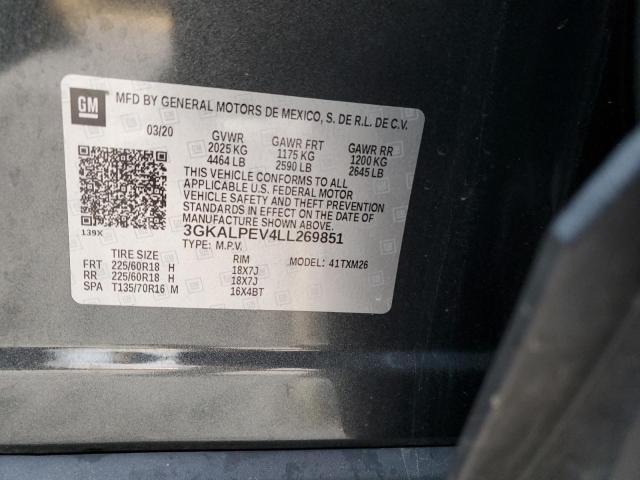 GM
MFD BY GENERAL MOTORS DE MEXICO, S. DE R.L. DE C.V.
03/20 GVWR GAWR FRT GAWR RR
2025 KG 1175 KG 1200 KG
4464 LB 2590 LB 2645 LB
THIS VEHICLE CONFORMS TO ALL
APPLICABLE U.S. FEDERAL MOTOR
VEHICLE SAFETY, BUMPER, AND
THEFT PREVENTION STANDARDS
IN EFFECT ON THE DATE OF
MANUFACTURE SHOWN ABOVE.
139X 3GKALPEV4LL269851
TYPE: M.P.V.
TIRE SIZE RIM MODEL: 41TXM26
FRT 225/60R18 H 18X7J
RR 225/60R18 H 18X7J
SPA T135/70R16 M 16X4BT